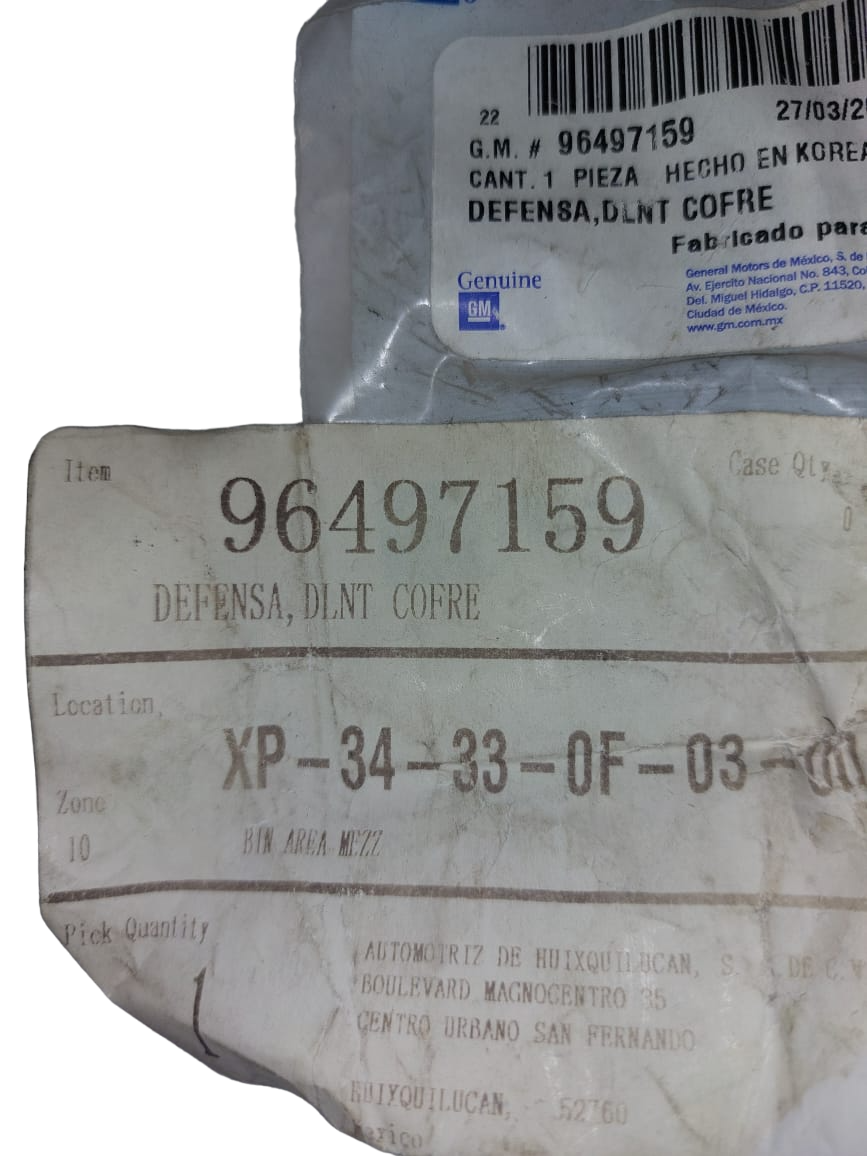 22
27/03/2
G.M. # 96497159
CANT. 1 PIEZA HECHO EN KOREA
DEFENSA,DLNT COFRE
Fabricado para
Genuine
GM
General Motors de México, S. de
Av. Ejercito Nacional No. 843, Co
Del. Miguel Hidalgo, C.P. 11520,
Ciudad de México.
www.gm.com.mx
Item
Case Qty
96497159
0
DEFENSA,DLNT COFRE
Location
XP-34-33-0F-03-
Zone
10
BIN AREA MEZZ
Pick Quantity
1
AUTOMOTRIZ DE HUIXQUILUCAN, S. DE C.V
BOULEVARD MAGNOCENTRO 35
CENTRO URBANO SAN FERNANDO
HUIXQUILUCAN, 52760
Mexico